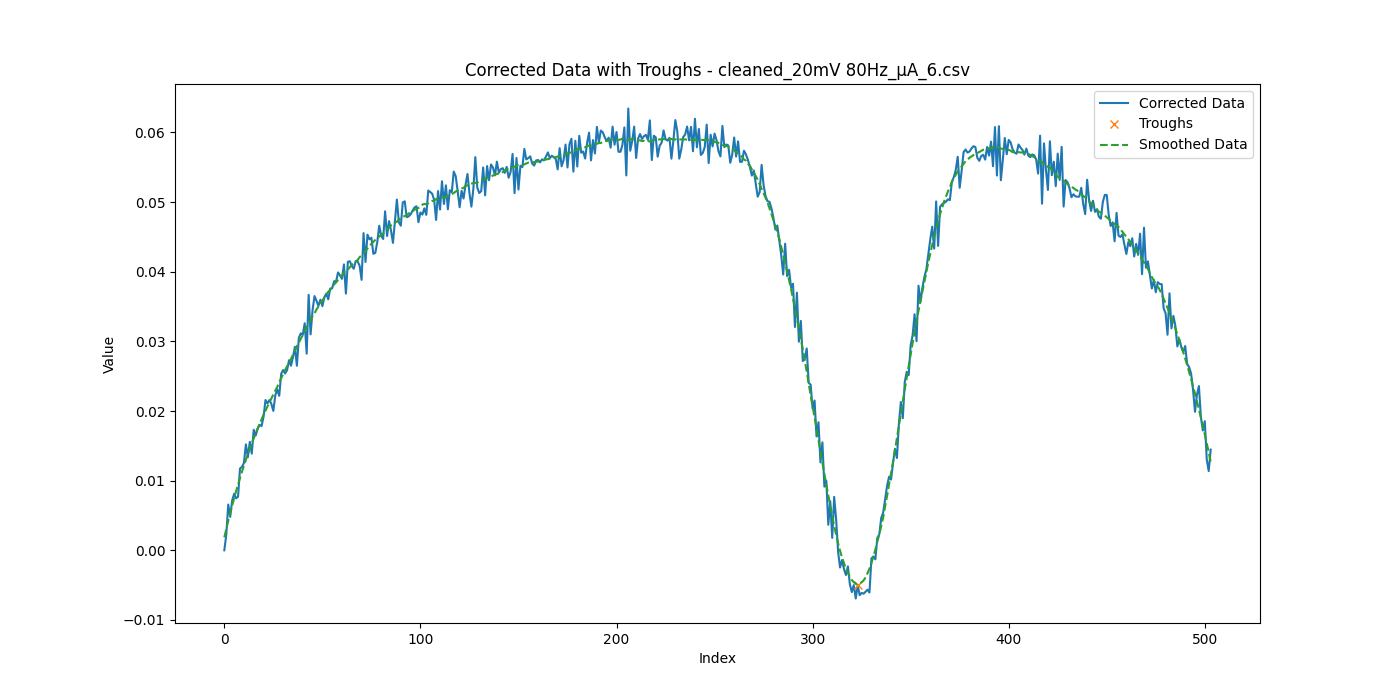 Corrected Data with Troughs - cleaned_20mV 80Hz_μA_6.csv
Corrected Data
Troughs
Smoothed Data
Value
0.06
0.05
0.04
0.03
0.02
0.01
0.00
−0.01
0 100 200 300 400 500
Index